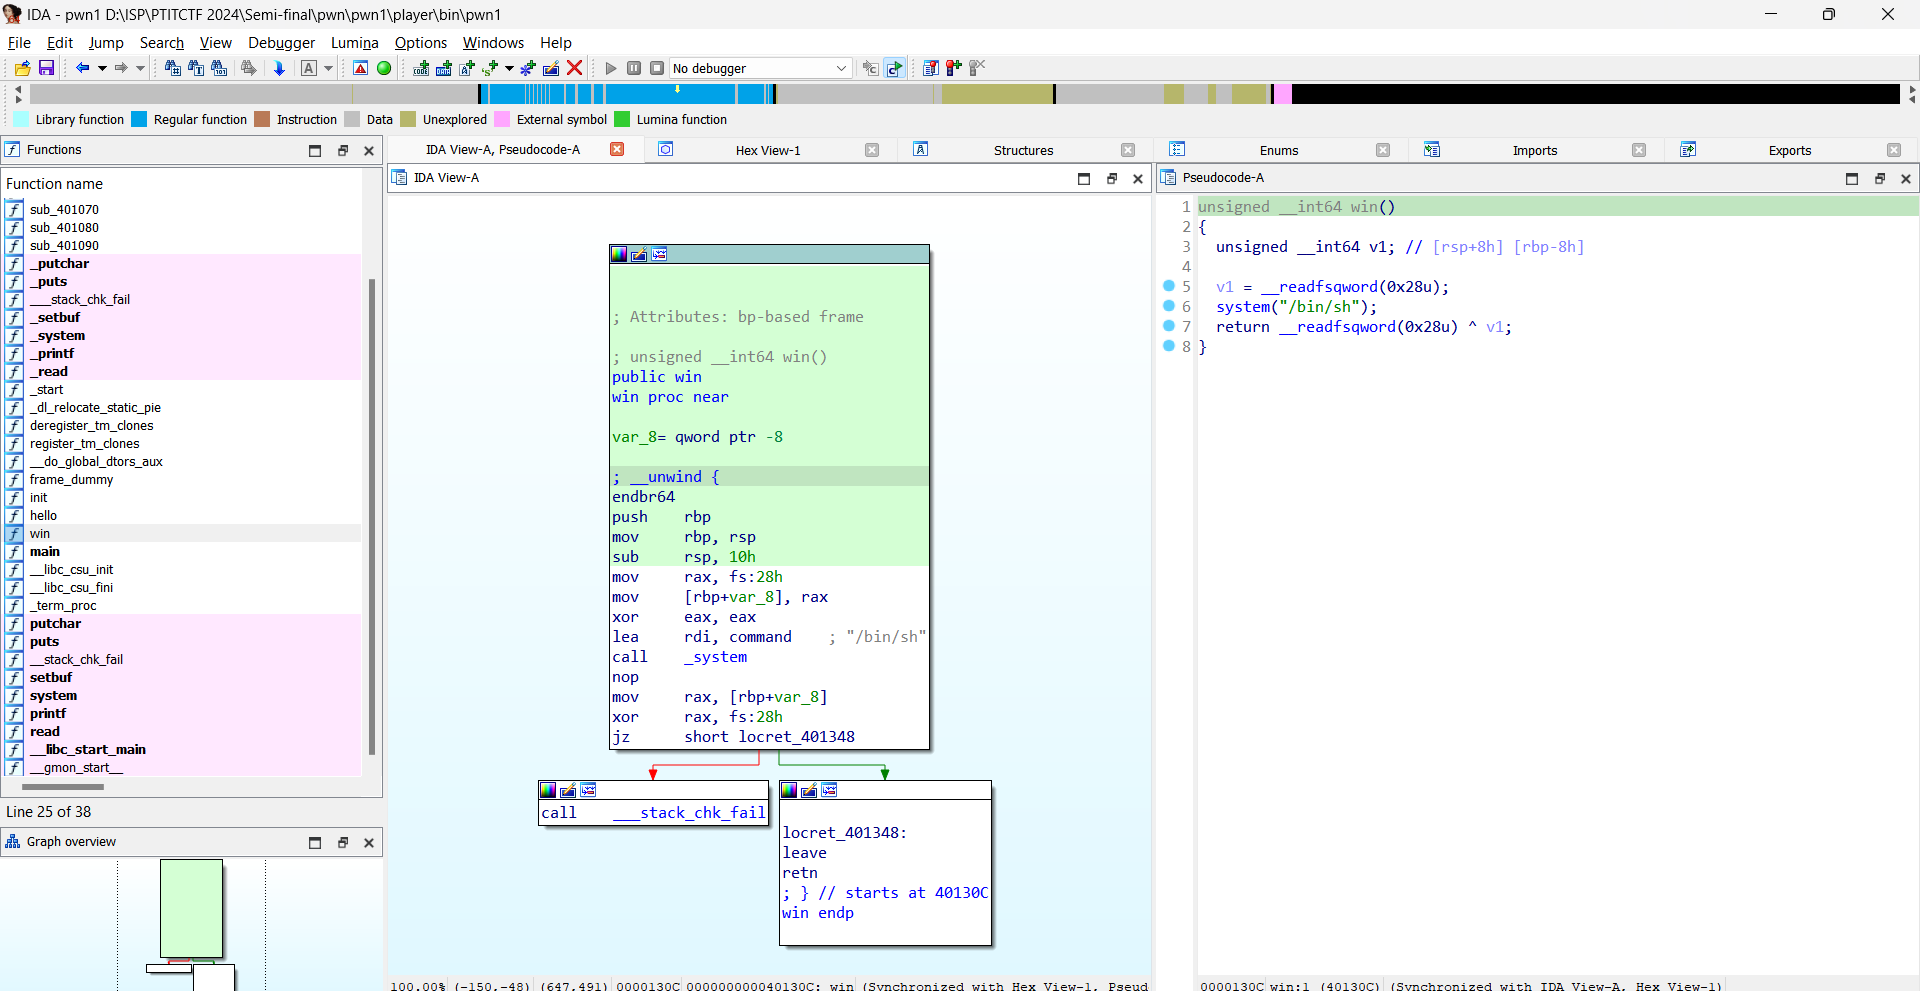 IDA - pwn1 D:\ISP\PTITCTF 2024\Semi-final\pwn\pwn1\player\bin\pwn1
File Edit Jump Search View Debugger Lumina Options Windows Help
No debugger
Library function Regular function Instruction Data Unexplored External symbol Lumina function
Functions
Function name
sub_401070
sub_401080
sub_401090
_putchar
_puts
___stack_chk_fail
_setbuf
_system
_printf
_read
_start
_dl_relocate_static_pie
deregister_tm_clones
register_tm_clones
__do_global_dtors_aux
frame_dummy
init
hello
win
main
__libc_csu_init
__libc_csu_fini
_term_proc
putchar
puts
__stack_chk_fail
setbuf
system
printf
read
__libc_start_main
__gmon_start__
Line 25 of 38
Graph overview
IDA View-A, Pseudocode-A Hex View-1 Structures Enums Imports Exports
IDA View-A
; Attributes: bp-based frame
; unsigned __int64 win()
public win
win proc near
var_8= qword ptr -8
; __unwind {
endbr64
push rbp
mov rbp, rsp
sub rsp, 10h
mov rax, fs:28h
mov [rbp+var_8], rax
xor eax, eax
lea rdi, command ; "/bin/sh"
call _system
nop
mov rax, [rbp+var_8]
xor rax, fs:28h
jz short locret_401348
call ___stack_chk_fail
locret_401348:
leave
retn
; } // starts at 40130C
win endp
100.00% (-150,-48) (647,491) 0000130C 000000000040130C: win (Synchronized with Hex View-1, Pseud
Pseudocode-A
1 unsigned __int64 win()
2 {
3 unsigned __int64 v1; // [rsp+8h] [rbp-8h]
4
5 v1 = __readfsqword(0x28u);
6 system("/bin/sh");
7 return __readfsqword(0x28u) ^ v1;
8 }
0000130C win:1 (40130C) (Synchronized with IDA View-A, Hex View-1)